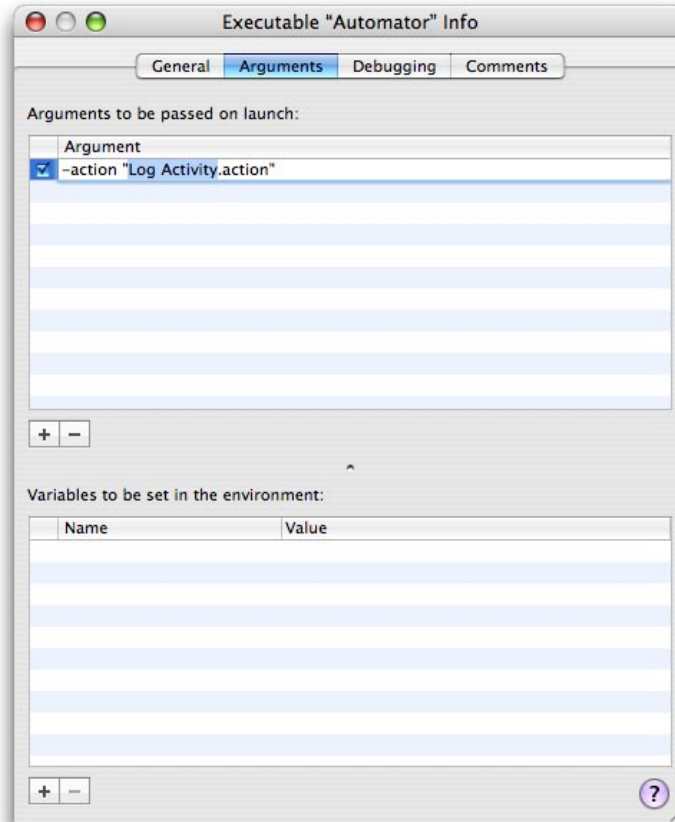 Executable “Automator” Info
General Arguments Debugging Comments
Arguments to be passed on launch:
Argument
-action "Log Activity.action"
+ −
Variables to be set in the environment:
Name Value
+ − ?